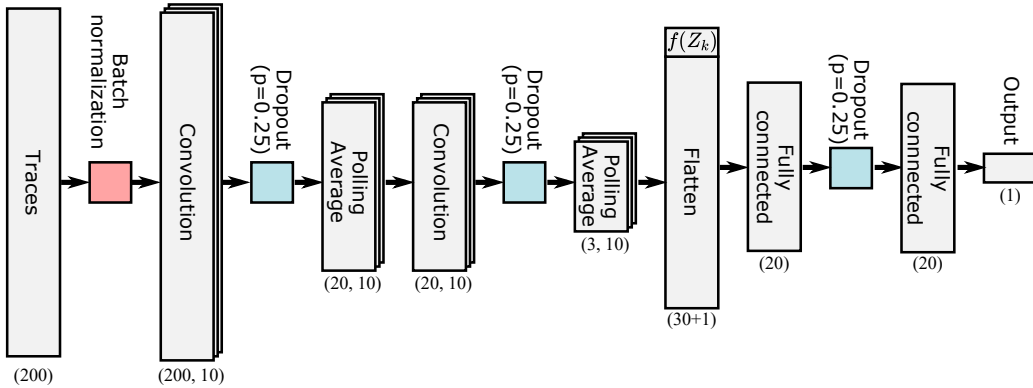 Traces
(200)
Batch
normalization
Convolution
(200, 10)
Dropout
(p=0.25)
Polling
Average
(20, 10)
Convolution
(20, 10)
Dropout
(p=0.25)
Polling
Average
(3, 10)
f(Z_k)
Flatten
(30+1)
Fully
connnected
(20)
Dropout
(p=0.25)
Fully
connnected
(20)
Output
(1)